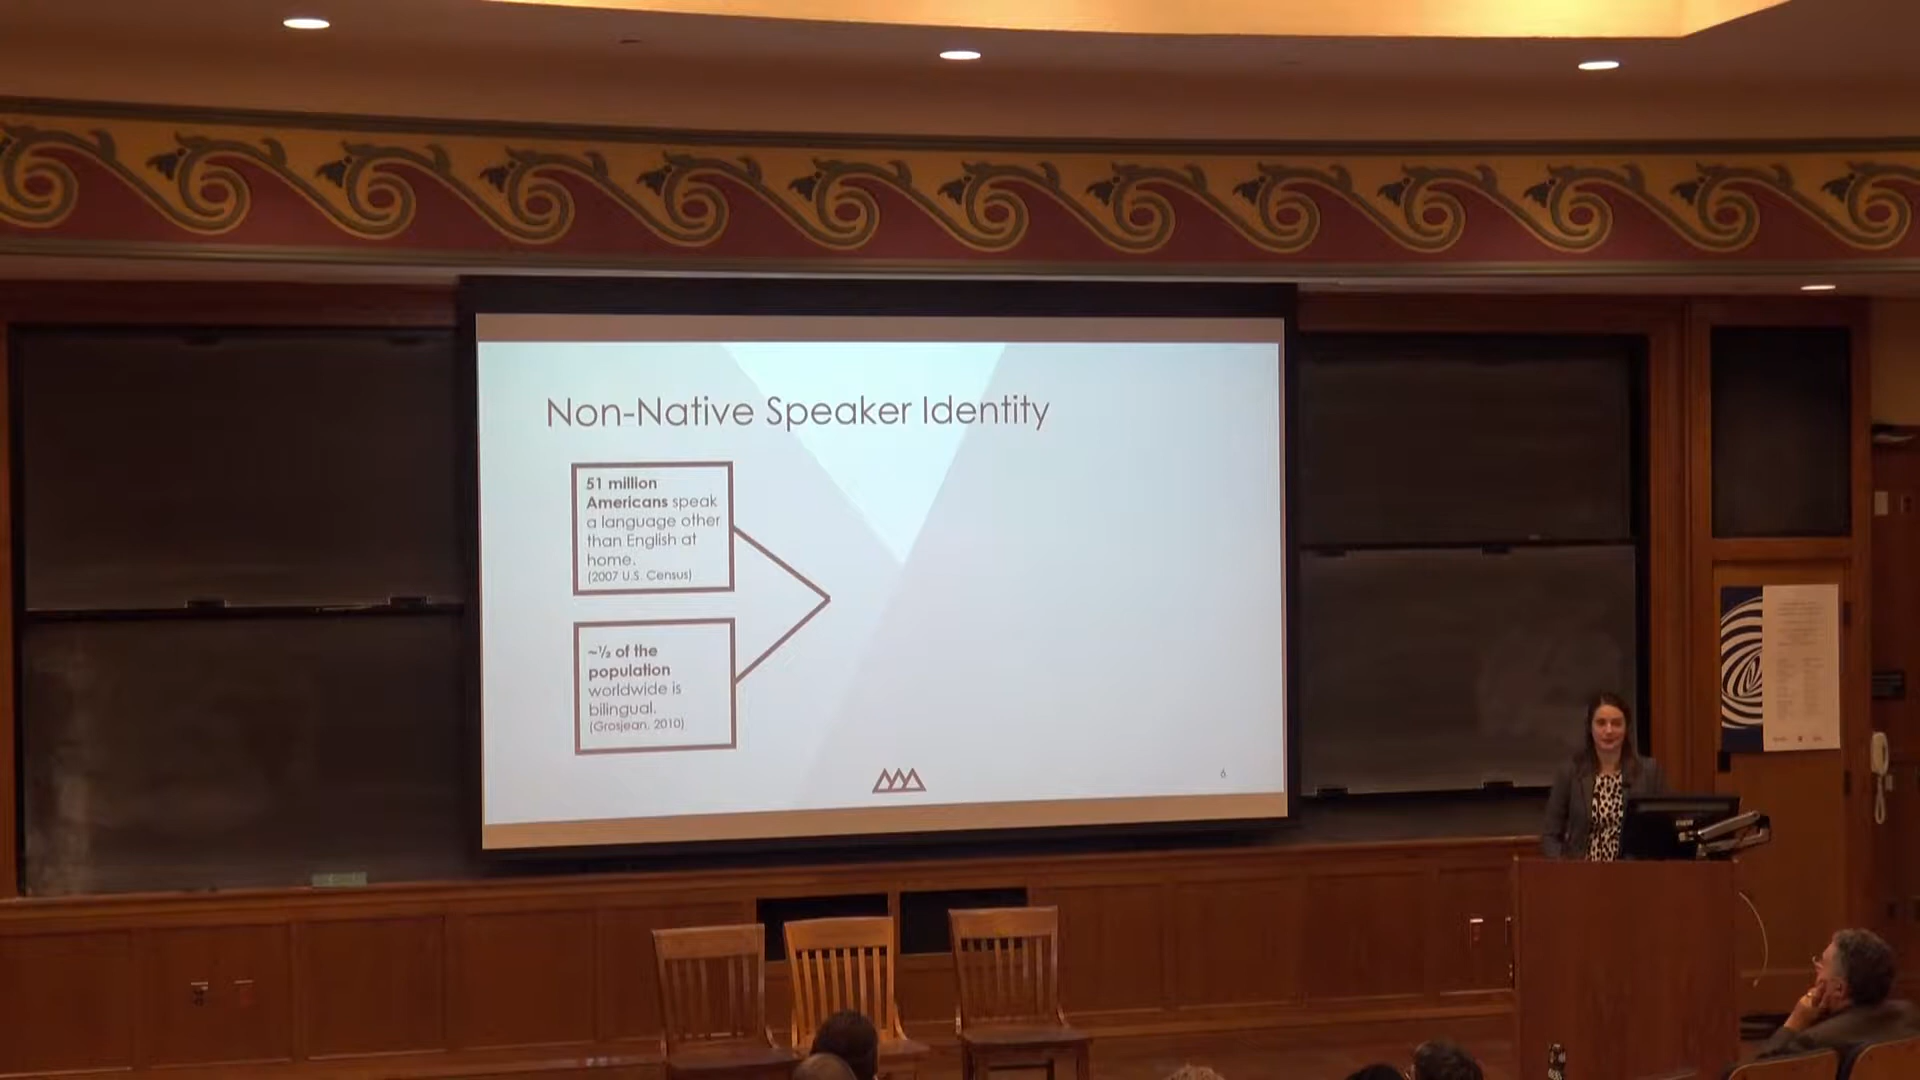 Non-Native Speaker Identity
51 million
Americans speak
a language other
than English at
home.
(2007 U.S. Census)
~½ of the
population
worldwide is
bilingual.
(Grosjean, 2010)
6